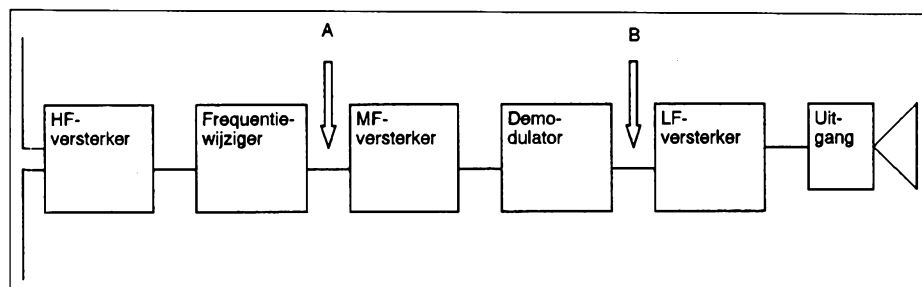 A
B
HF-
versterker
Frequentie-
wijziger
MF-
versterker
Demo-
dulator
LF-
versterker
Uit-
gang